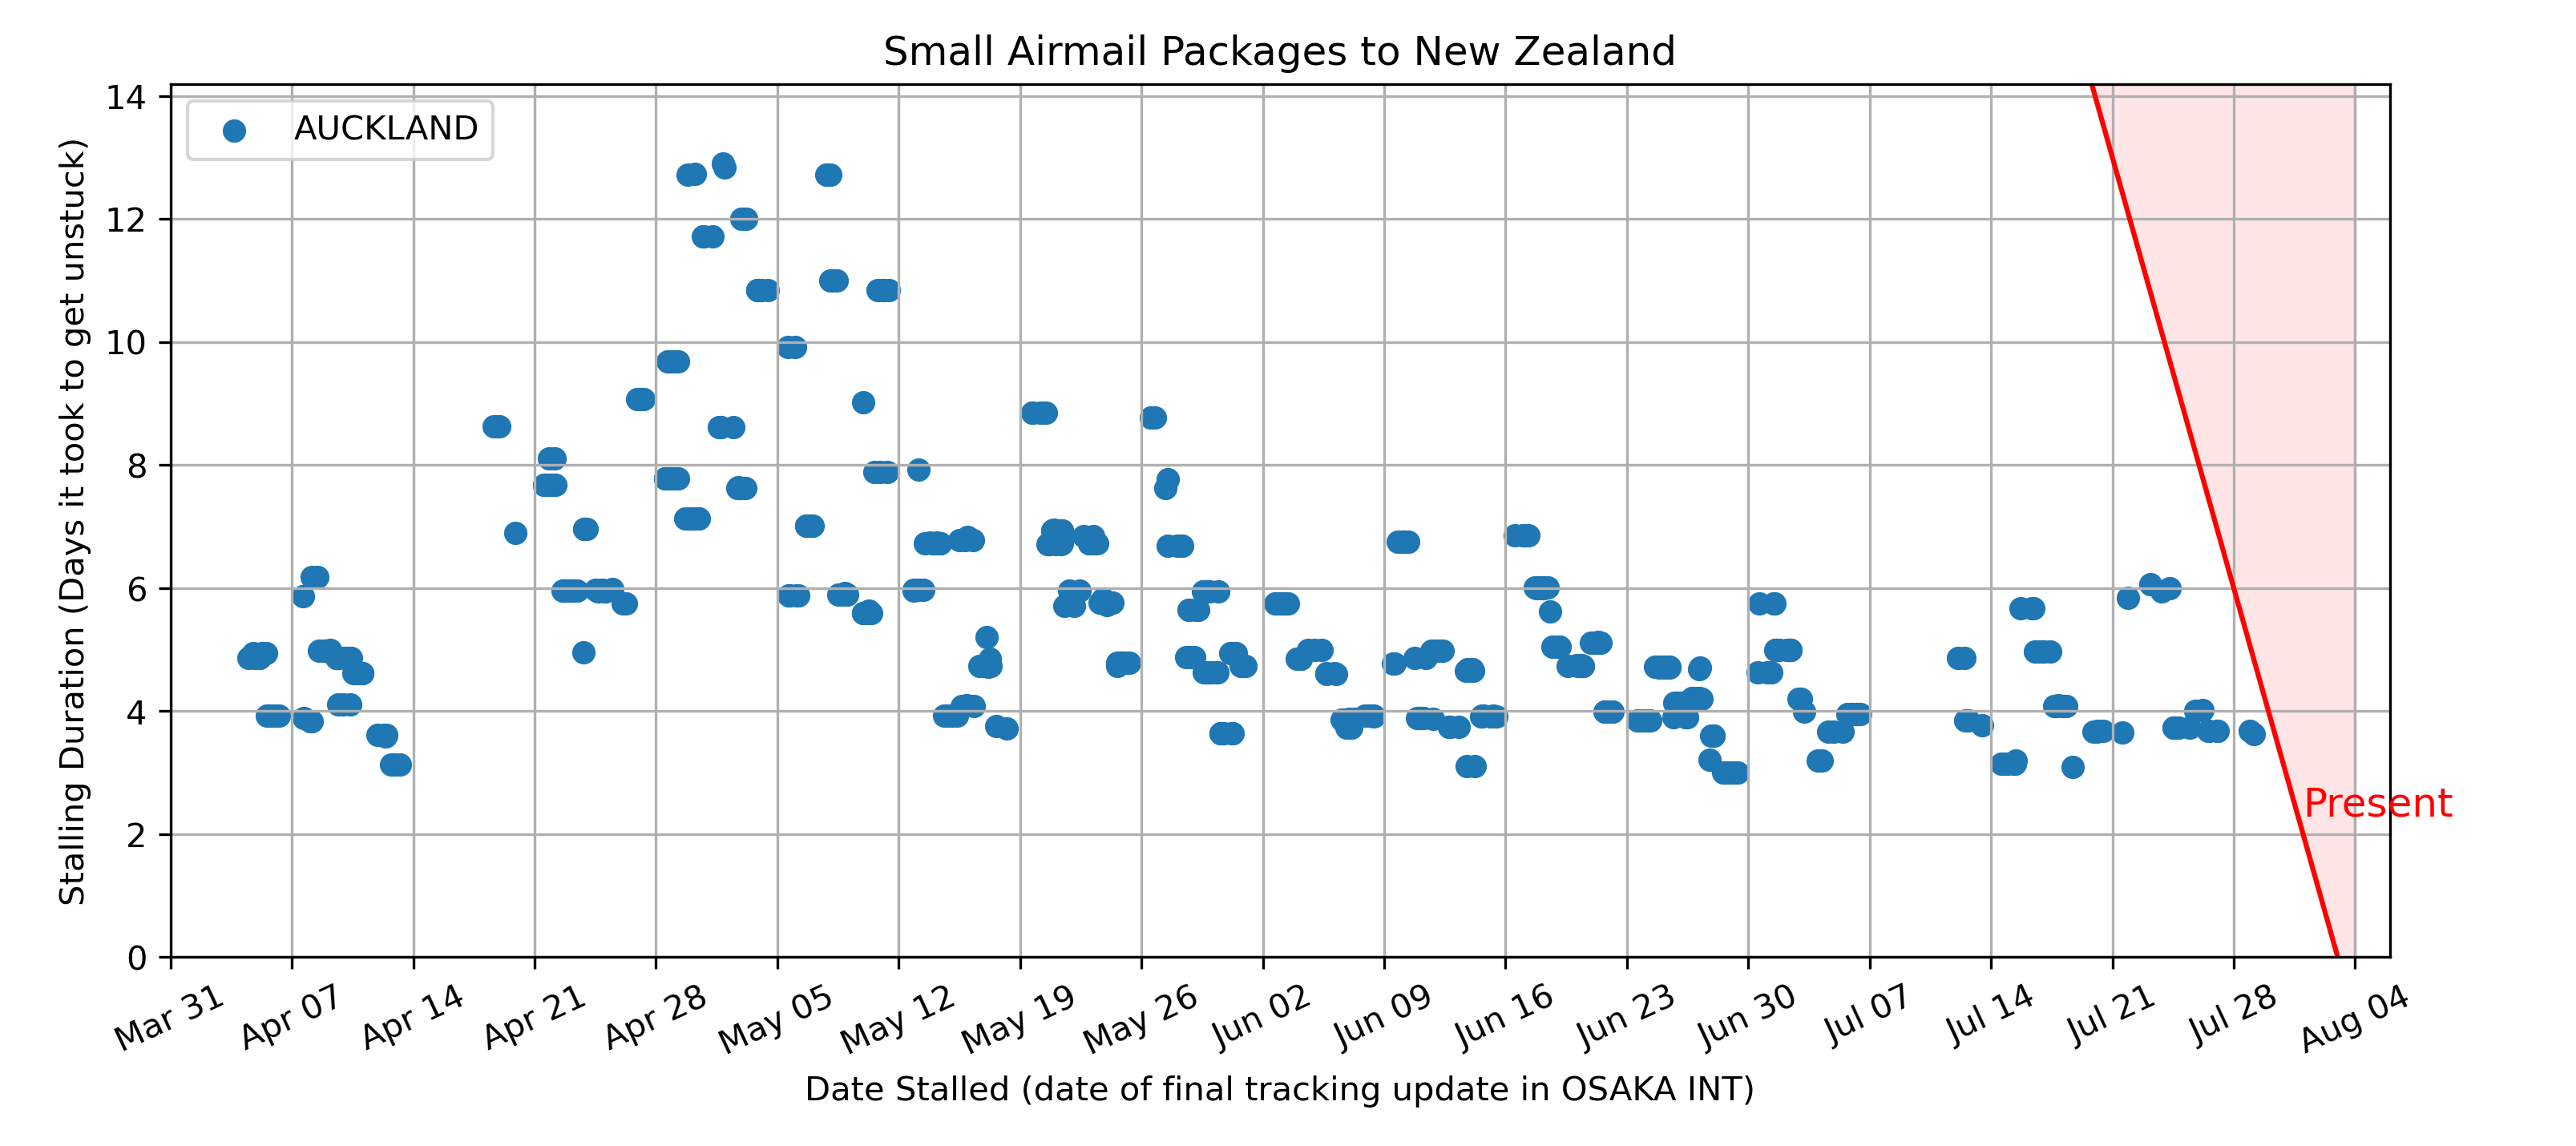 Small Airmail Packages to New Zealand
AUCKLAND
Stalling Duration (Days it took to get unstuck)
14
12
10
8
6
4
2
0
Present
Mar 31
Apr 07
Apr 14
Apr 21
Apr 28
May 05
May 12
May 19
May 26
Jun 02
Jun 09
Jun 16
Jun 23
Jun 30
Jul 07
Jul 14
Jul 21
Jul 28
Aug 04
Date Stalled (date of final tracking update in OSAKA INT)